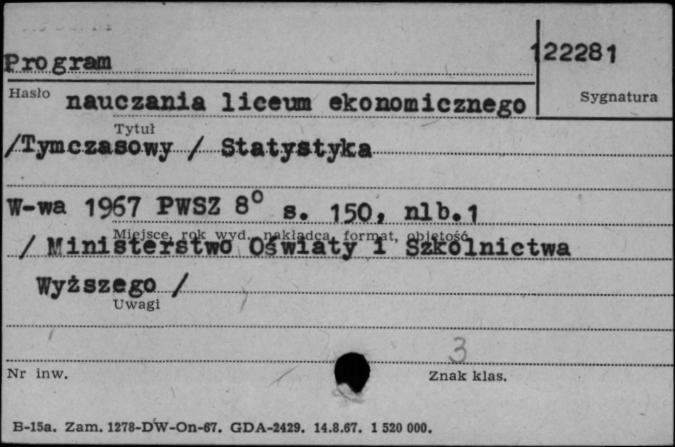 Program
122281
Hasło
nauczania liceum ekonomicznego
Sygnatura
Tytuł
/Tymczasowy / Statystyka
W-wa 1967 PWSZ 8° s. 150, nlb.1
Miejsce, rok wyd., nakładca, format, objętość
/ Ministerstwo Oświaty i Szkolnictwa
Wyższego /
Uwagi
3
Nr inw.
Znak klas.
B-15a. Zam. 1278-DW-On-67. GDA-2429. 14.8.67. 1 520 000.